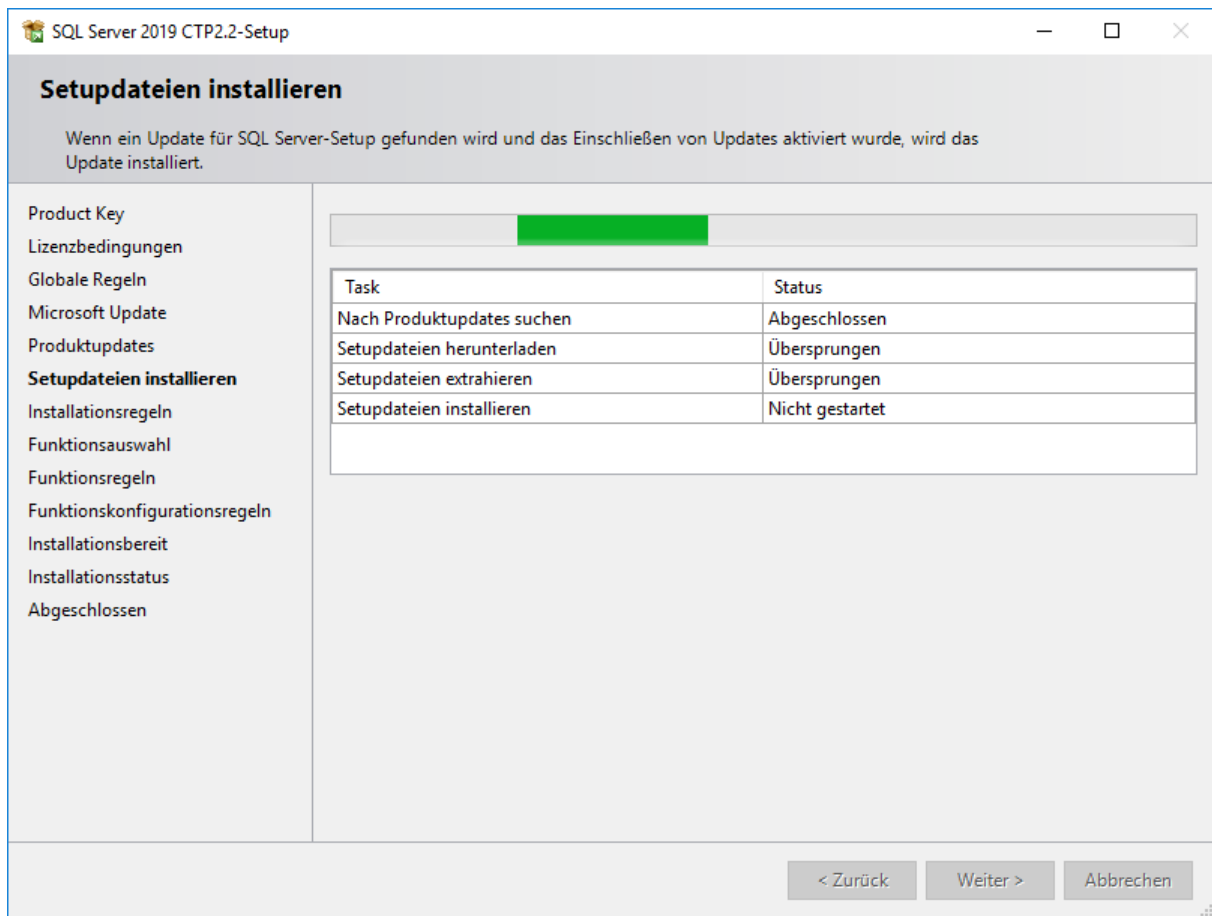 SQL Server 2019 CTP2.2-Setup
Setupdateien installieren
Wenn ein Update für SQL Server-Setup gefunden wird und das Einschließen von Updates aktiviert wurde, wird das
Update installiert.
Product Key
Lizenzbedingungen
Globale Regeln
Microsoft Update
Produktupdates
Setupdateien installieren
Installationsregeln
Funktionsauswahl
Funktionsregeln
Funktionskonfigurationsregeln
Installationsbereit
Installationsstatus
Abgeschlossen
Task Status
Nach Produktupdates suchen Abgeschlossen
Setupdateien herunterladen Übersprungen
Setupdateien extrahieren Übersprungen
Setupdateien installieren Nicht gestartet
< Zurück Weiter > Abbrechen